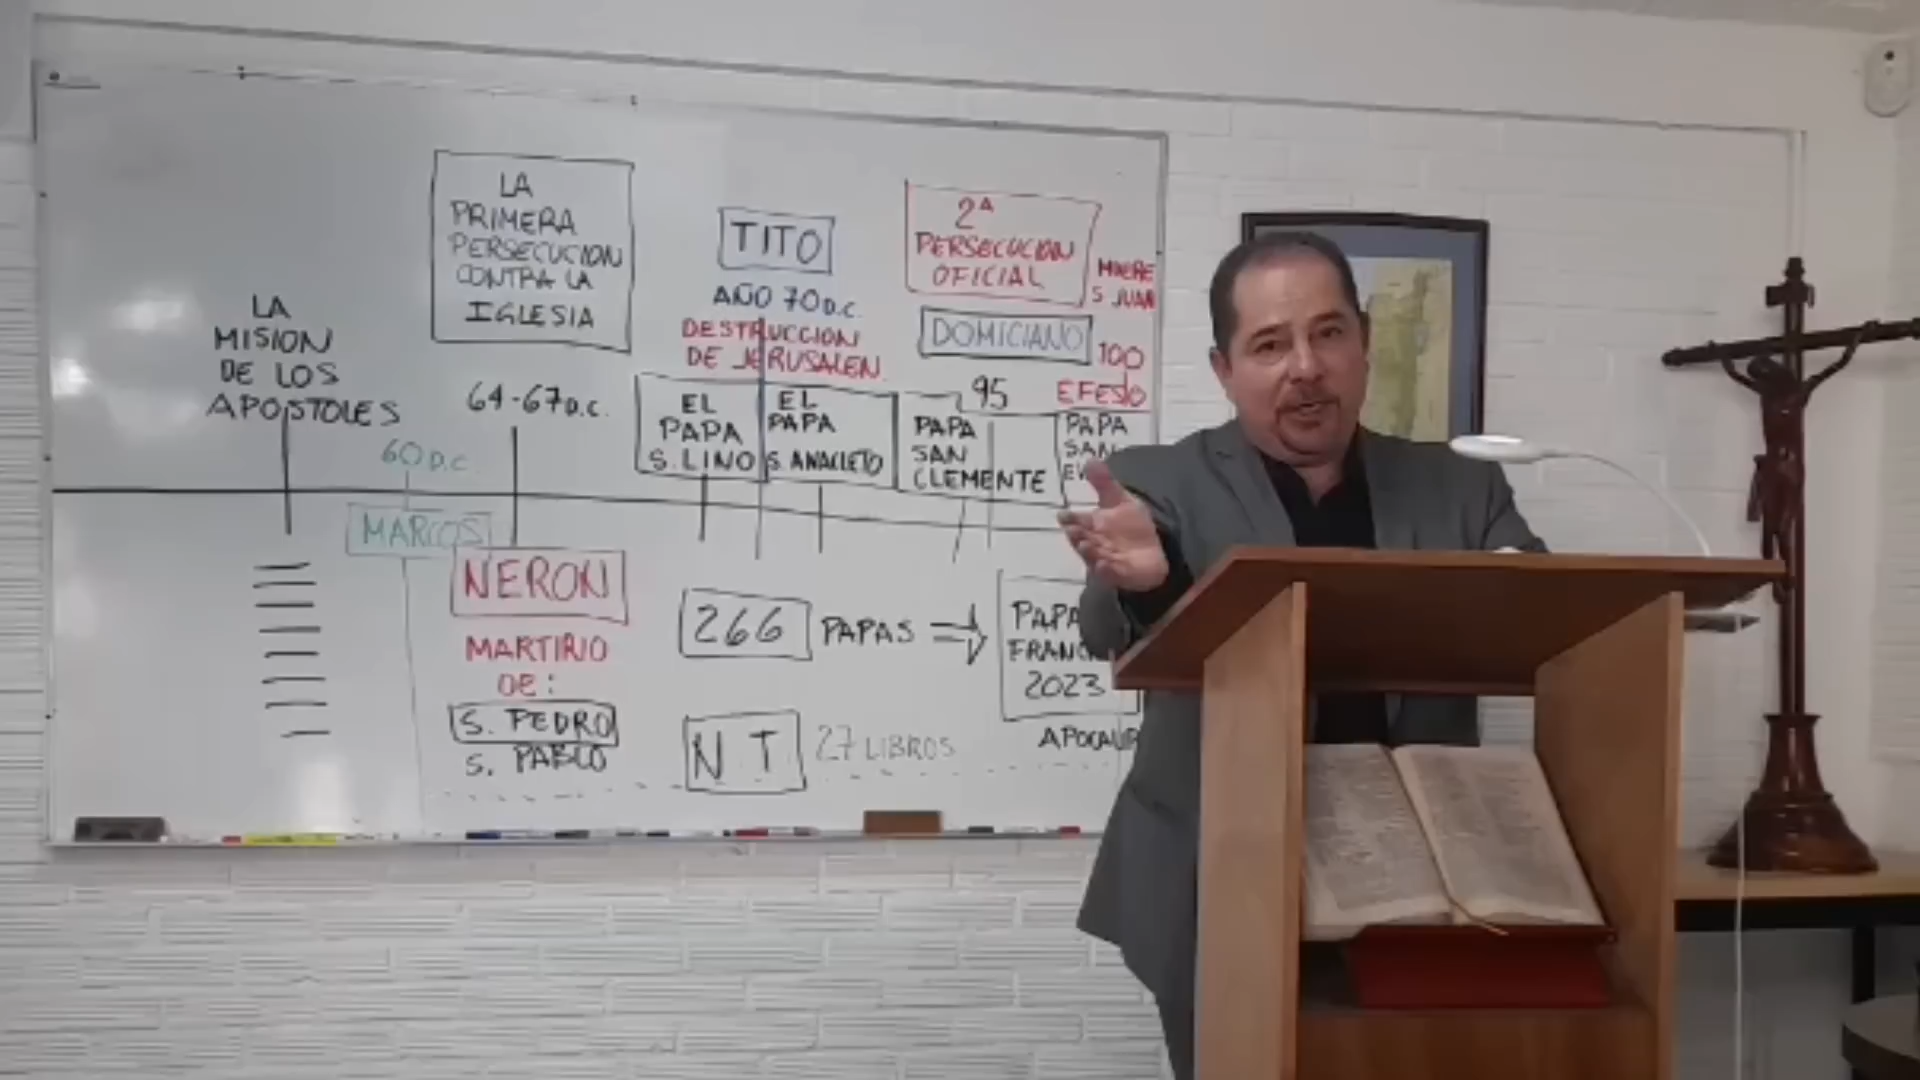 LA
MISION
DE LOS
APOSTOLES
60 D.C.
MARCOS
LA
PRIMERA
PERSECUCION
CONTRA LA
IGLESIA
64-67 D.C.
NERON
MARTIRIO
DE:
S. PEDRO
S. PABLO
TITO
AÑO 70 D.C.
DESTRUCCION
DE JERUSALEN
EL
PAPA
S. LINO
EL
PAPA
S. ANACLETO
2ª
PERSECUCION
OFICIAL
DOMICIANO
95
PAPA
SAN
CLEMENTE
MUERE
S JUAN
100
EFESO
PAPA
SAN
266 PAPAS ⇒
PAPA
2023
N T 27 LIBROS